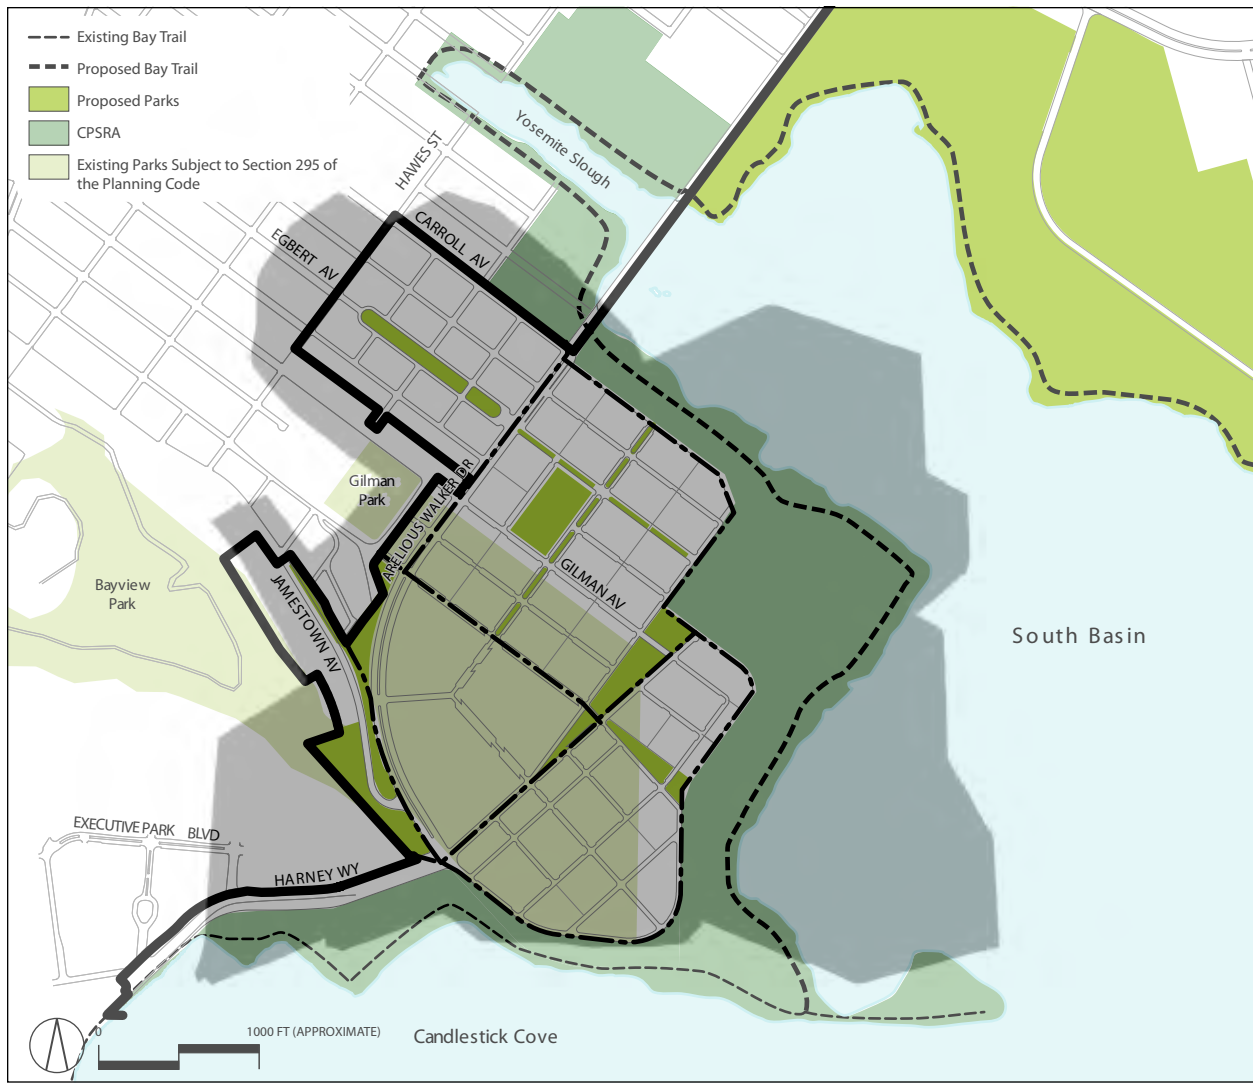 Existing Bay Trail
Proposed Bay Trail
Proposed Parks
CPSRA
Existing Parks Subject to Section 295 of
the Planning Code
Yosemite Slough
HAWES ST
CARROLL AV
EGBERT AV
Gilman
Park
ARELIOUS WALKER DR
GILMAN AV
JAMESTOWN AV
Bayview
Park
South Basin
EXECUTIVE PARK BLVD
HARNEY WY
0
1000 FT (APPROXIMATE)
Candlestick Cove